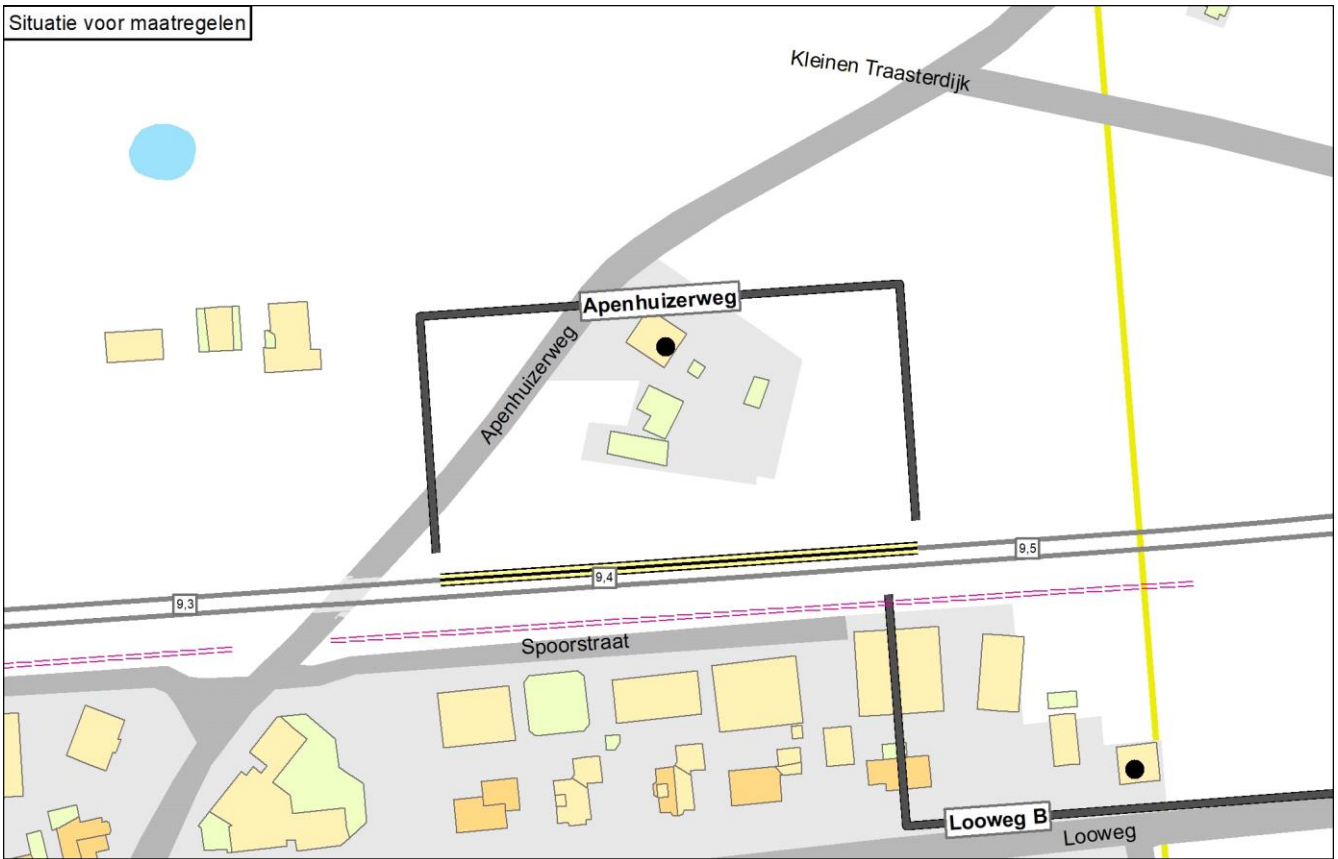 Situatie voor maatregelen
Kleinen Traasterdijk
Apenhuizerweg
Apenhuizerweg
9,5
9,4
9,3
Spoorstraat
Looweg B
Looweg